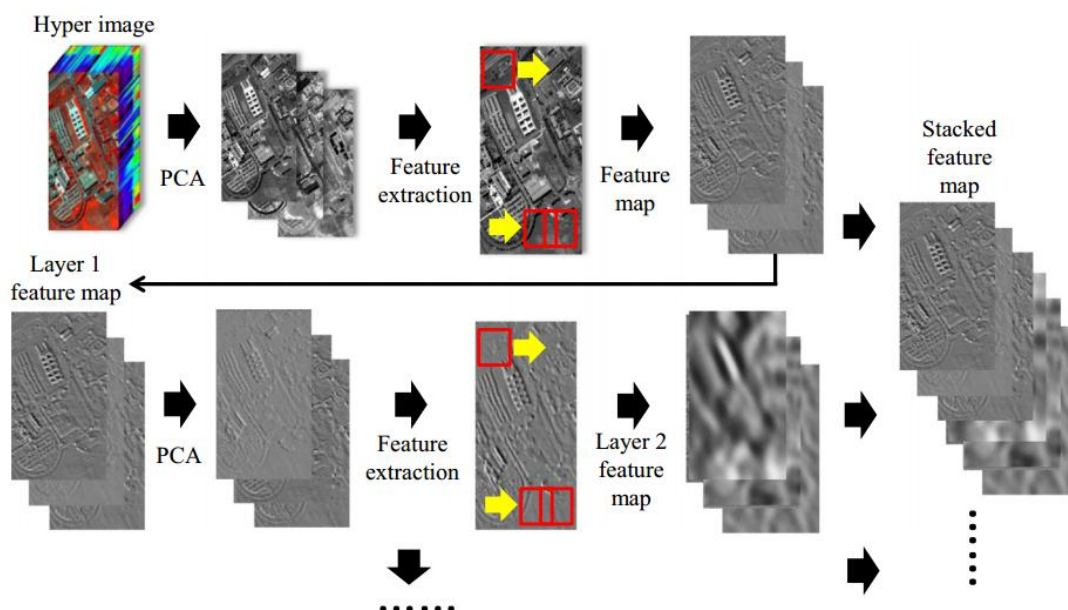 Hyper image
PCA
Feature
extraction
Feature
map
Stacked
feature
map
Layer 1
feature map
PCA
Feature
extraction
Layer 2
feature
map